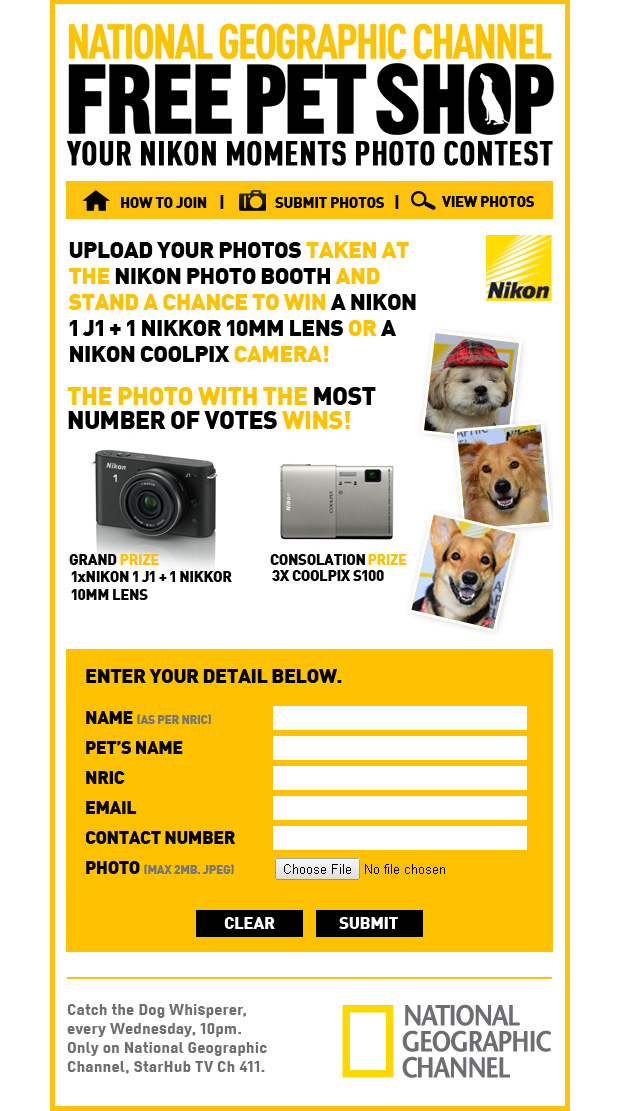 NATIONAL GEOGRAPHIC CHANNEL
FREE PET SHOP
YOUR NIKON MOMENTS PHOTO CONTEST
HOW TO JOIN | SUBMIT PHOTOS | VIEW PHOTOS
UPLOAD YOUR PHOTOS TAKEN AT
THE NIKON PHOTO BOOTH AND
STAND A CHANCE TO WIN A NIKON
1 J1 + 1 NIKKOR 10MM LENS OR A
NIKON COOLPIX CAMERA!
Nikon
THE PHOTO WITH THE MOST
NUMBER OF VOTES WINS!
Nikon
1
J1
Nikon
COOLPIX
GRAND PRIZE
1xNIKON 1 J1 + 1 NIKKOR
10MM LENS
CONSOLATION PRIZE
3X COOLPIX S100
ENTER YOUR DETAIL BELOW.
NAME (AS PER NRIC)
PET'S NAME
NRIC
EMAIL
CONTACT NUMBER
PHOTO (MAX 2MB. JPEG)
Choose File No file chosen
CLEAR
SUBMIT
Catch the Dog Whisperer,
every Wednesday, 10pm.
Only on National Geographic
Channel, StarHub TV Ch 411.
NATIONAL
GEOGRAPHIC
CHANNEL